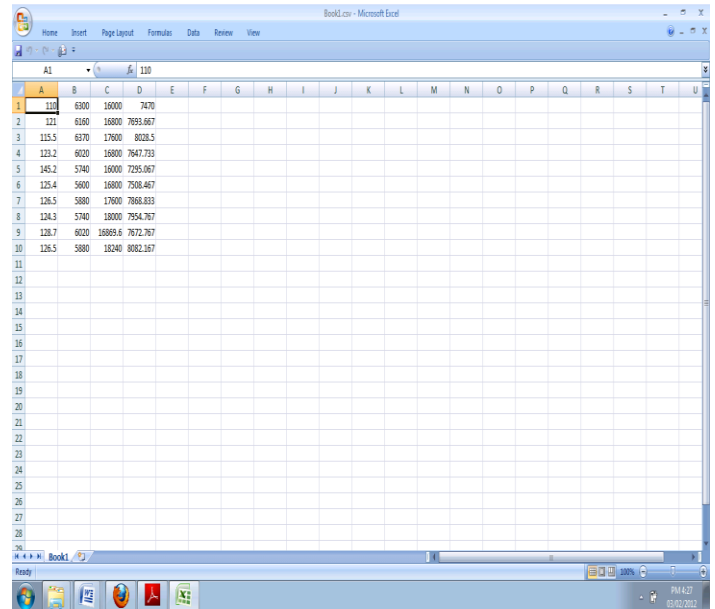 Book1.csv - Microsoft Excel
Home Insert Page Layout Formulas Data Review View
A1 fx 110
A B C D E F G H I J K L M N O P Q R S T U
1 110 6300 16000 7470
2 121 6160 16800 7693.667
3 115.5 6370 17600 8028.5
4 123.2 6020 16800 7647.733
5 145.2 5740 16000 7295.067
6 125.4 5600 16800 7508.467
7 126.5 5880 17600 7868.833
8 124.3 5740 18000 7954.767
9 128.7 6020 16869.6 7672.767
10 126.5 5880 18240 8082.167
11
12
13
14
15
16
17
18
19
20
21
22
23
24
25
26
27
28
29
Book1
Ready 100%
PM 4:27
03/02/2012